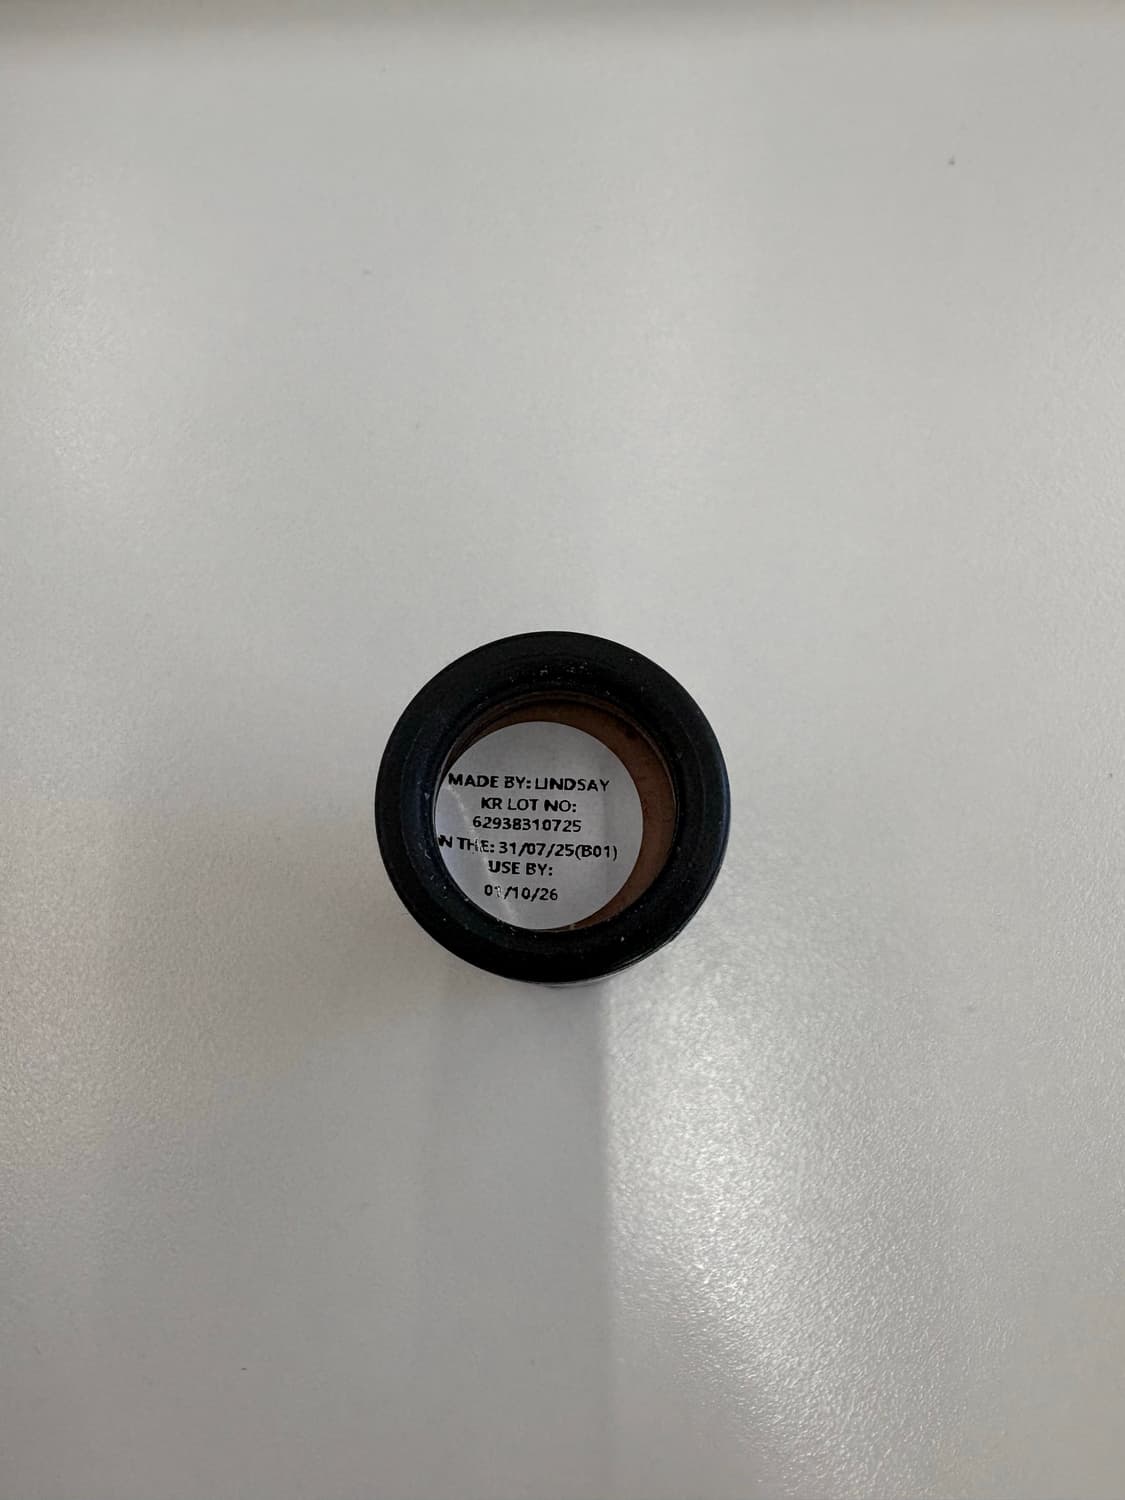 MADE BY: LINDSAY
KR LOT NO:
62938310725
THE: 31/07/25(B01)
USE BY: